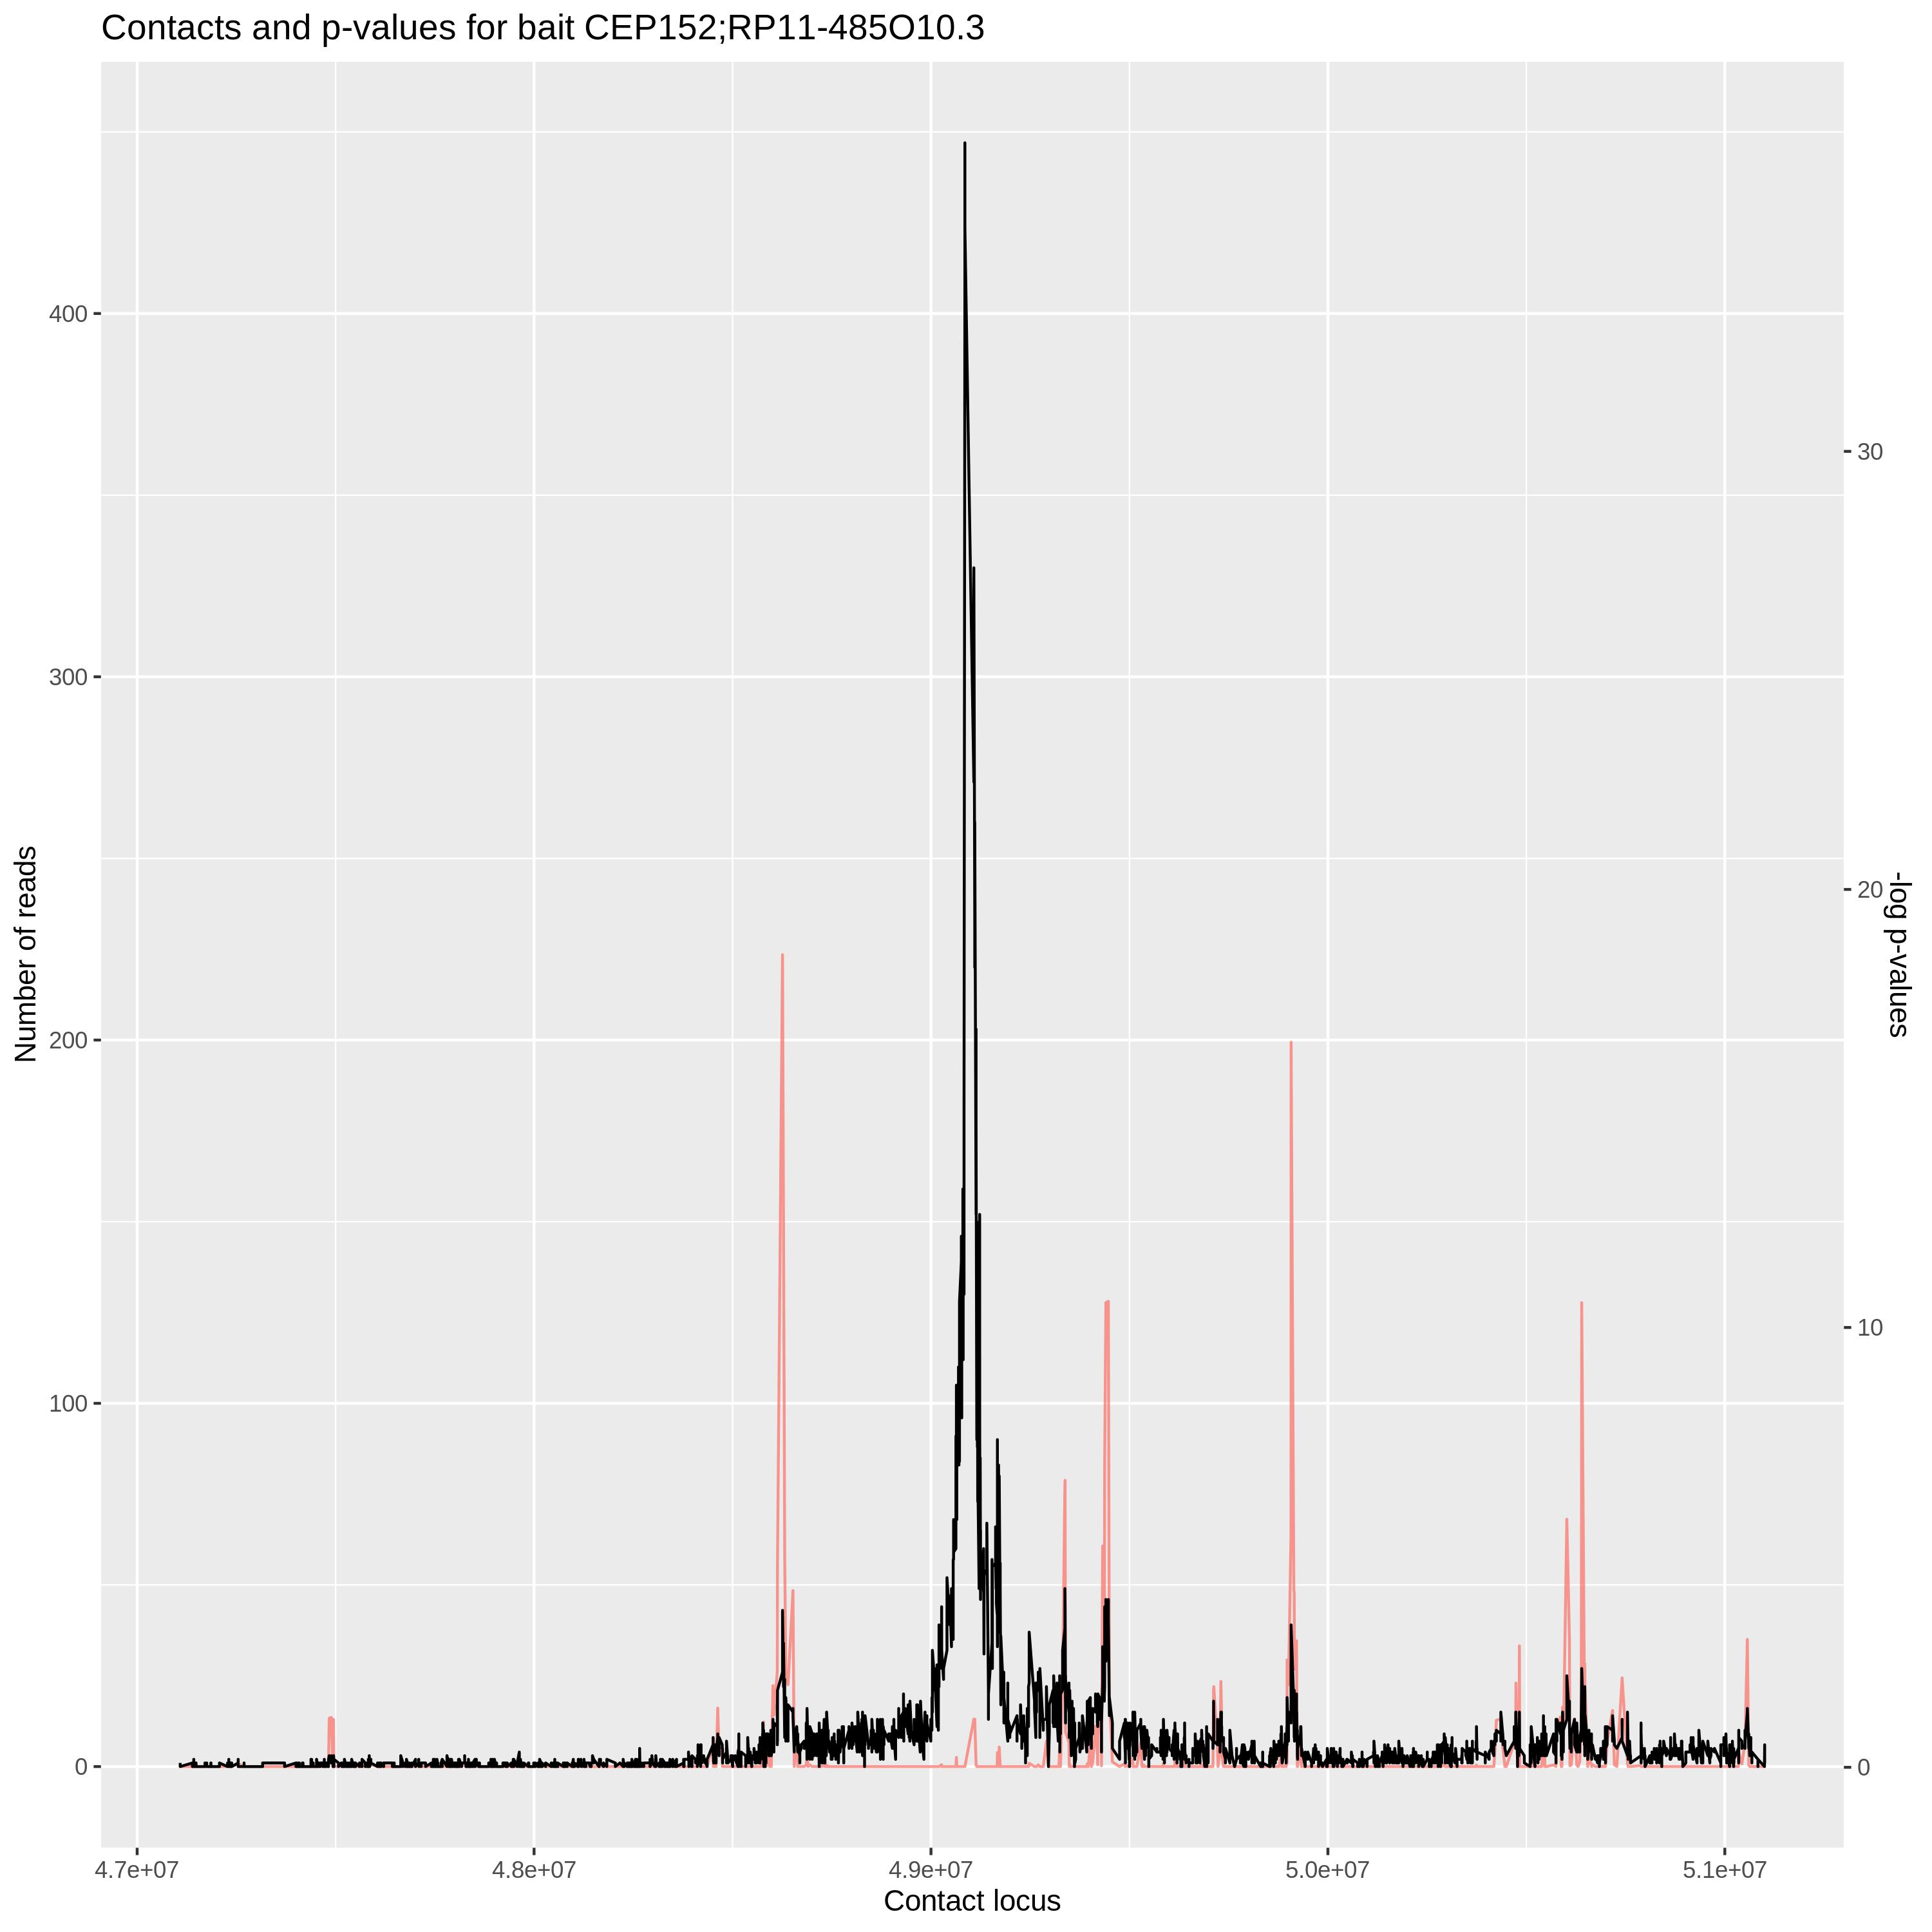 Contacts and p-values for bait CEP152;RP11-485O10.3
Number of reads
400
300
200
100
0
30
20
10
0
-log p-values
4.7e+07
4.8e+07
4.9e+07
5.0e+07
5.1e+07
Contact locus